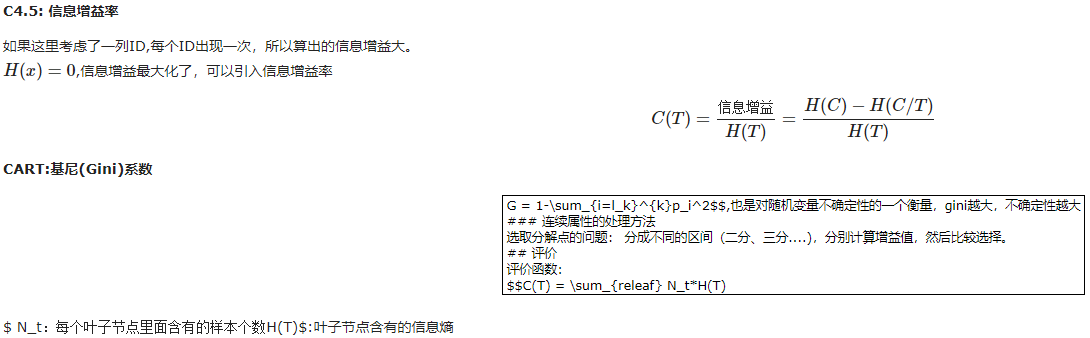 C4.5: 信息增益率
如果这里考虑了一列ID,每个ID出现一次，所以算出的信息增益大。
H(x) = 0,信息增益最大化了，可以引入信息增益率
C(T) = \frac{信息增益}{H(T)} = \frac{H(C) - H(C/T)}{H(T)}
CART:基尼(Gini)系数
G = 1-\sum_{i=l_k}^{k}p_i^2$$,也是对随机变量不确定性的一个衡量，gini越大，不确定性越大
### 连续属性的处理方法
选取分解点的问题： 分成不同的区间（二分、三分....)，分别计算增益值，然后比较选择。
## 评价
评价函数：
$$C(T) = \sum_{releaf} N_t*H(T)
$ N_t：每个叶子节点里面含有的样本个数H(T)$:叶子节点含有的信息熵